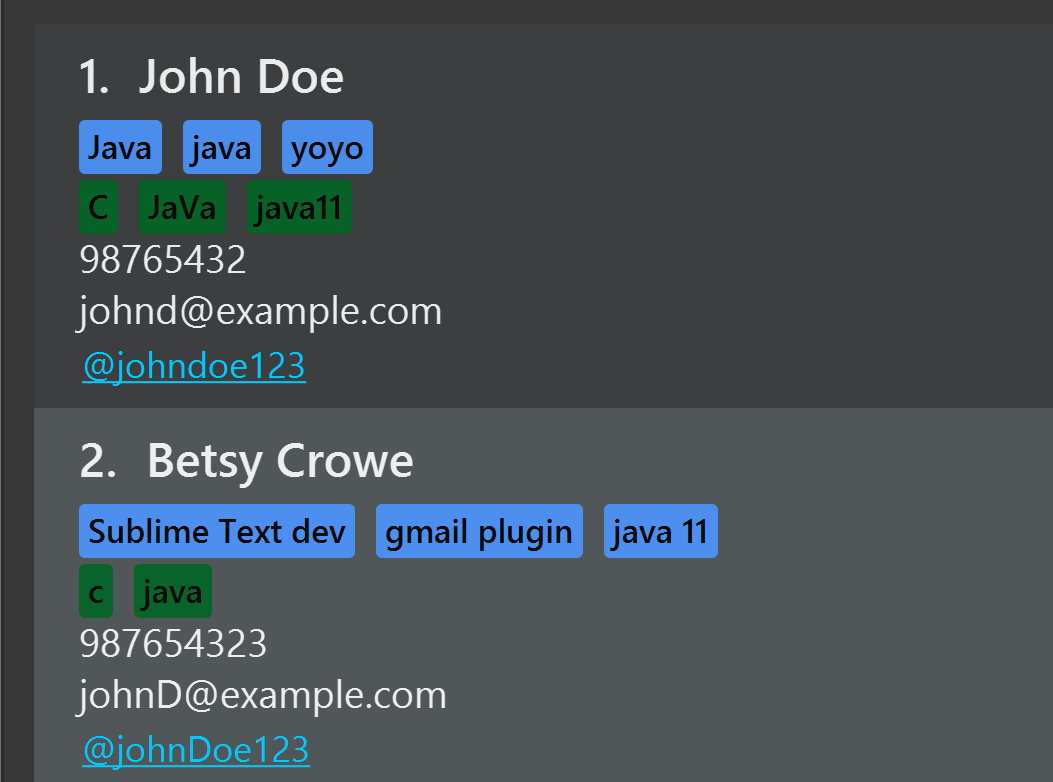 1. John Doe
Java java yoyo
C JaVa java11
98765432
johnd@example.com
@johndoe123
2. Betsy Crowe
Sublime Text dev gmail plugin java 11
c java
987654323
johnD@example.com
@johnDoe123